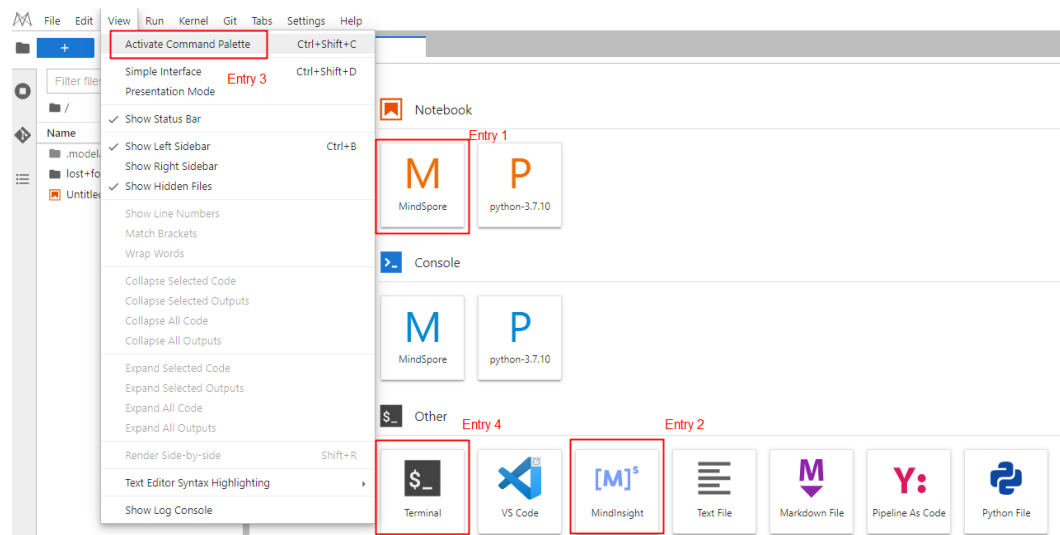 File Edit View Run Kernel Git Tabs Settings Help
+
Activate Command Palette Ctrl+Shift+C
Simple Interface Ctrl+Shift+D
Entry 3
Presentation Mode
Show Status Bar
Show Left Sidebar Ctrl+B
Show Right Sidebar
Show Hidden Files
Show Line Numbers
Match Brackets
Wrap Words
Collapse Selected Code
Collapse Selected Outputs
Collapse All Code
Collapse All Outputs
Expand Selected Code
Expand Selected Outputs
Expand All Code
Expand All Outputs
Render Side-by-side Shift+R
Text Editor Syntax Highlighting
Show Log Console
Filter file
/
Name
.model
lost+fo
Untitle
Notebook
Entry 1
M P
MindSpore python-3.7.10
Console
M P
MindSpore python-3.7.10
$_ Other
Entry 4 Entry 2
$_ [M]s M Y:
Terminal VS Code MindInsight Text File Markdown File Pipeline As Code Python File